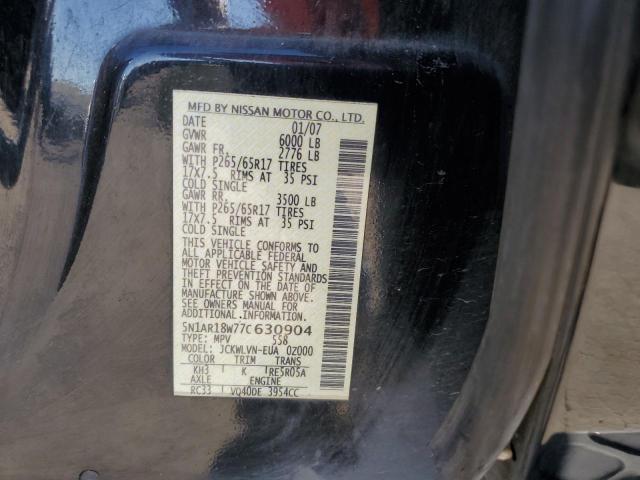 MFD BY NISSAN MOTOR CO., LTD.
DATE 01/07
GVWR 6000 LB
GAWR FR. 2776 LB
WITH P265/65R17 TIRES
17X7.5 RIMS AT 35 PSI
COLD SINGLE
GAWR RR. 3500 LB
WITH P265/65R17 TIRES
17X7.5 RIMS AT 35 PSI
COLD SINGLE
THIS VEHICLE CONFORMS TO
ALL APPLICABLE FEDERAL
MOTOR VEHICLE SAFETY AND
THEFT PREVENTION STANDARDS
IN EFFECT ON THE DATE OF
MANUFACTURE SHOWN ABOVE.
SEE OWNERS MANUAL FOR
ADDITIONAL INFORMATION.
5N1AR18W77C630904
TYPE: MPV 558
MODEL: JCKWLVN-EUA 0Z000
COLOR TRIM TRANS
KH3 K RE5R05A
AXLE ENGINE
RC33 VQ40DE 3954CC